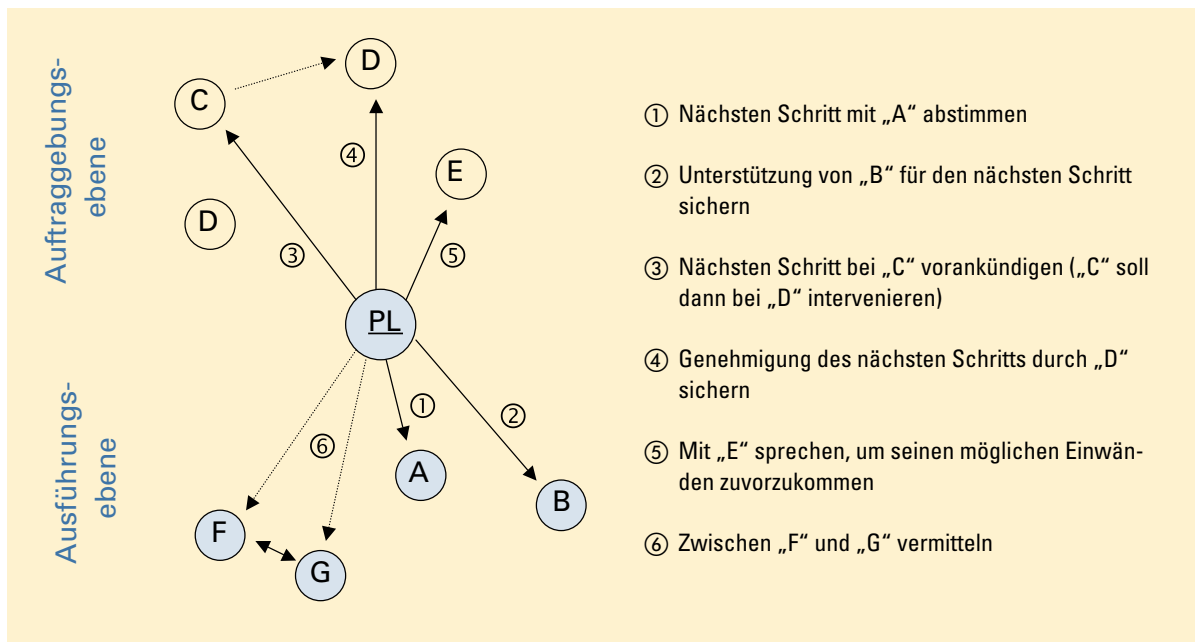 Auftraggebungs-
ebene
D
C
E
D
④
③
⑤
PL
①
②
⑥
A
B
F
G
Ausführungs-
ebene
① Nächsten Schritt mit „A“ abstimmen
② Unterstützung von „B“ für den nächsten Schritt
sichern
③ Nächsten Schritt bei „C“ vorankündigen („C“ soll
dann bei „D“ intervenieren)
④ Genehmigung des nächsten Schritts durch „D“
sichern
⑤ Mit „E“ sprechen, um seinen möglichen Einwän-
den zuvorzukommen
⑥ Zwischen „F“ und „G“ vermitteln